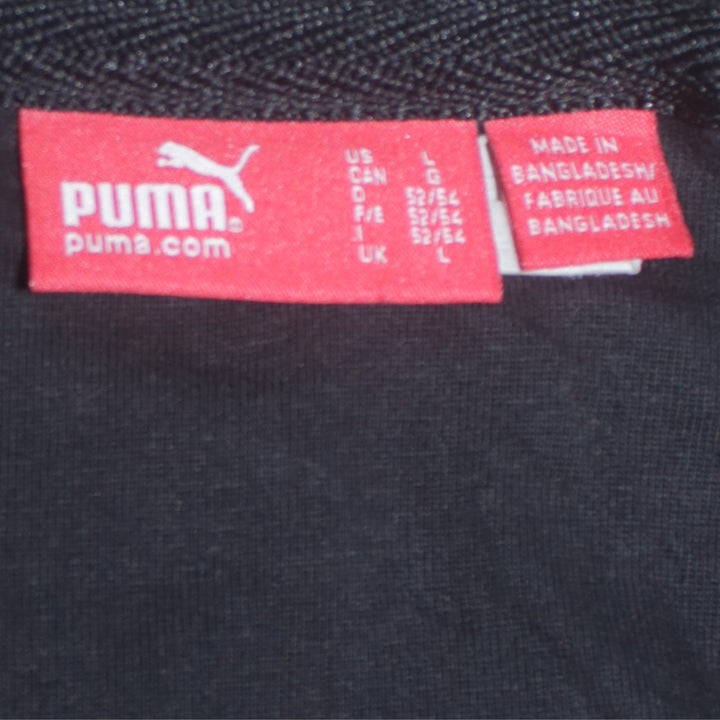 PUMA
puma.com
US L
CAN G
D 52/54
F/E 52/54
I 52/54
UK L
MADE IN
BANGLADESH/
FABRIQUE AU
BANGLADESH